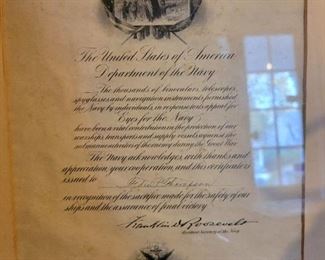 The United States of America
Department of the Navy
The thousands of binoculars, telescopes,
spyglasses and navigation instruments furnished
the Navy by individuals, in response to appeal for
Eyes for the Navy
have been a vital contribution in the protection of our
warships, transports and supply vessels against the
submarine activities of the enemy during the Great War
The Navy acknowledges, with thanks and
appreciation, your cooperation, and this certificate is
issued to
in recognition of the sacrifice made for the safety of our
ships and the assurance of final victory
Franklin D Roosevelt
Assistant Secretary of the Navy